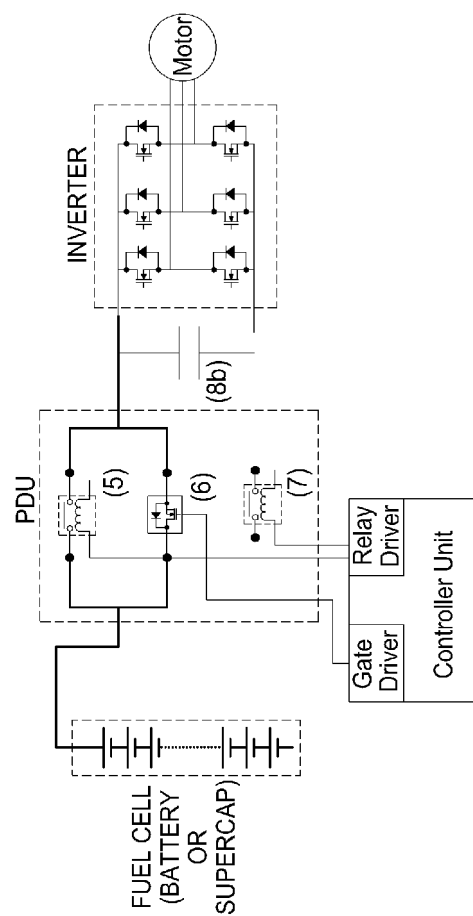 FUEL CELL
(BATTERY
OR
SUPERCAP)
PDU
(5)
(6)
(7)
(8b)
INVERTER
Motor
Gate
Driver
Relay
Driver
Controller Unit